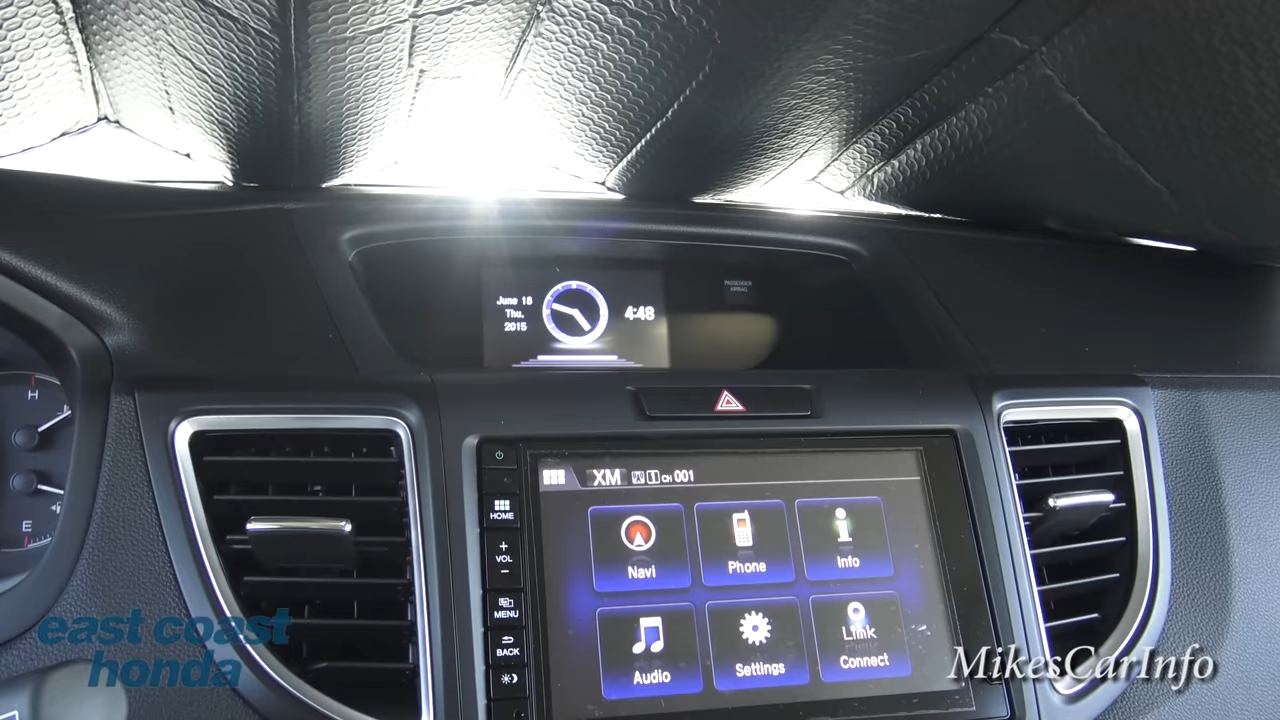 PASSENGER
AIRBAG
June 18
Thu.
2015
4:48
H
E
XM 1 CH 001
HOME
+
VOL
−
MENU
BACK
Navi
Phone
Info
Audio
Settings
Link
Connect
east coast
honda
MikesCarInfo